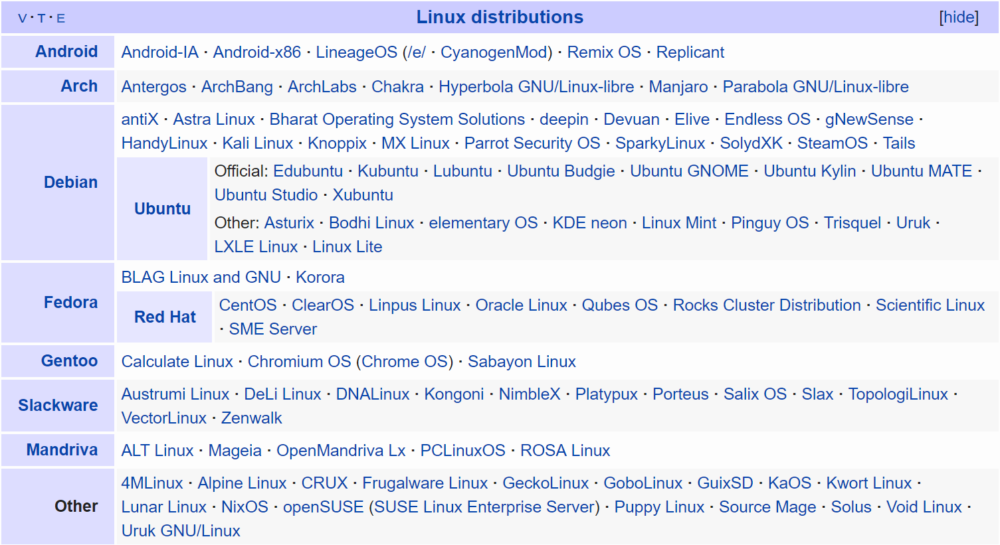 V · T · E Linux distributions [hide]
Android Android-IA · Android-x86 · LineageOS (/e/ · CyanogenMod) · Remix OS · Replicant
Arch Antergos · ArchBang · ArchLabs · Chakra · Hyperbola GNU/Linux-libre · Manjaro · Parabola GNU/Linux-libre
Debian
antiX · Astra Linux · Bharat Operating System Solutions · deepin · Devuan · Elive · Endless OS · gNewSense ·
HandyLinux · Kali Linux · Knoppix · MX Linux · Parrot Security OS · SparkyLinux · SolydXK · SteamOS · Tails
Ubuntu
Official: Edubuntu · Kubuntu · Lubuntu · Ubuntu Budgie · Ubuntu GNOME · Ubuntu Kylin · Ubuntu MATE ·
Ubuntu Studio · Xubuntu
Other: Asturix · Bodhi Linux · elementary OS · KDE neon · Linux Mint · Pinguy OS · Trisquel · Uruk ·
LXLE Linux · Linux Lite
Fedora
BLAG Linux and GNU · Korora
Red Hat
CentOS · ClearOS · Linpus Linux · Oracle Linux · Qubes OS · Rocks Cluster Distribution · Scientific Linux
· SME Server
Gentoo Calculate Linux · Chromium OS (Chrome OS) · Sabayon Linux
Slackware
Austrumi Linux · DeLi Linux · DNALinux · Kongoni · NimbleX · Platypux · Porteus · Salix OS · Slax · TopologiLinux ·
VectorLinux · Zenwalk
Mandriva ALT Linux · Mageia · OpenMandriva Lx · PCLinuxOS · ROSA Linux
Other
4MLinux · Alpine Linux · CRUX · Frugalware Linux · GeckoLinux · GoboLinux · GuixSD · KaOS · Kwort Linux ·
Lunar Linux · NixOS · openSUSE (SUSE Linux Enterprise Server) · Puppy Linux · Source Mage · Solus · Void Linux ·
Uruk GNU/Linux